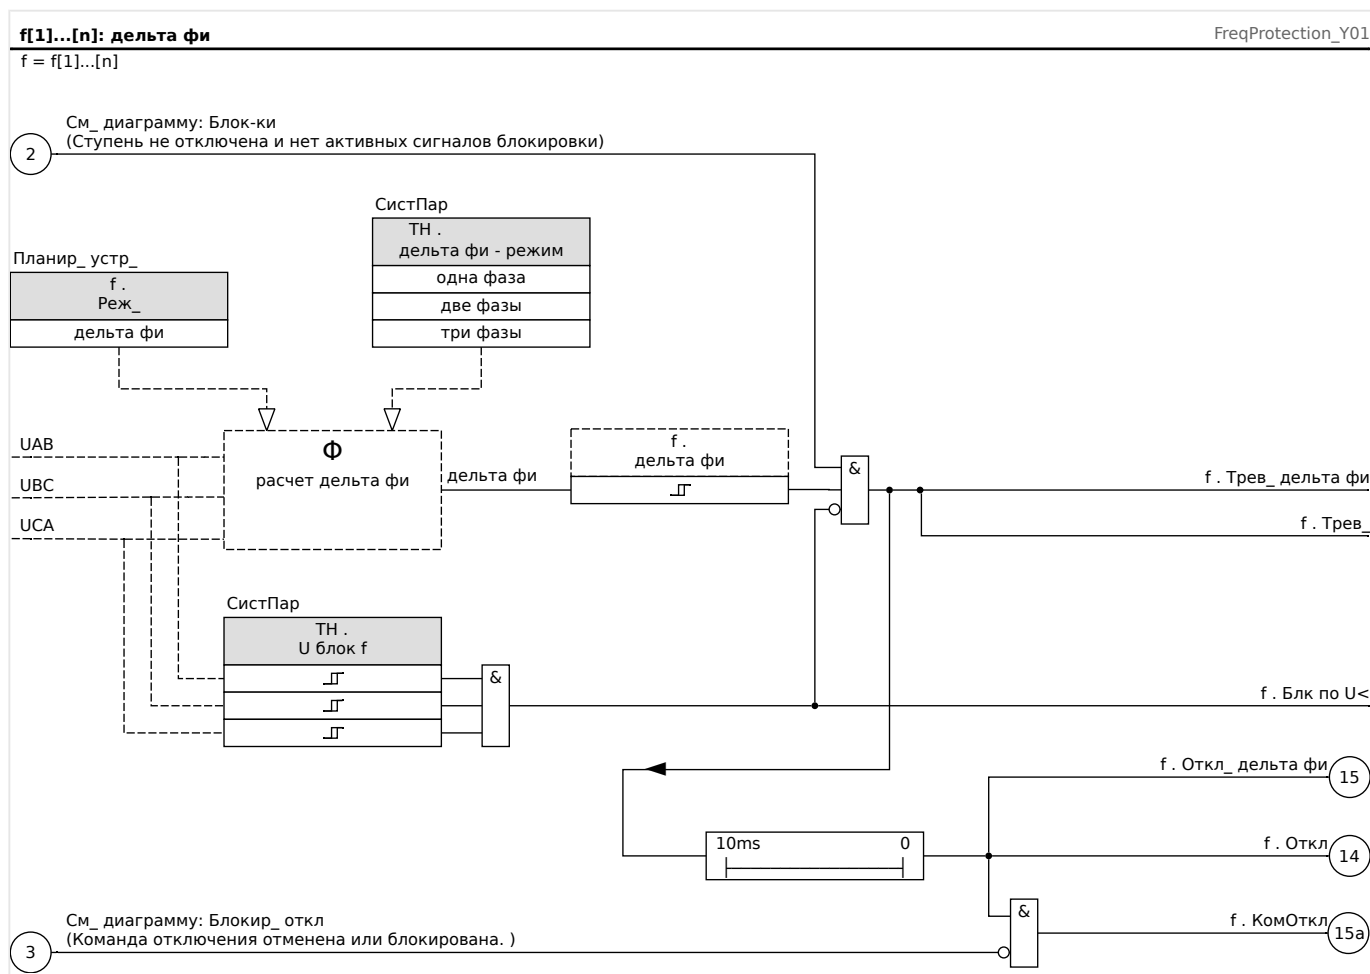 f[1]...[n]: дельта фи
FreqProtection_Y01
f = f[1]...[n]
См_ диаграмму: Блок-ки
(Ступень не отключена и нет активных сигналов блокировки)
2
СистПар
ТН .
дельта фи - режим
одна фаза
две фазы
три фазы
Планир_ устр_
f .
Реж_
дельта фи
UAB
UBC
UCA
Ф
расчет дельта фи
дельта фи
f .
дельта фи
&
f . Трев_ дельта фи
f . Трев_
СистПар
ТН .
U блок f
&
f . Блк по U<
f . Откл_ дельта фи
15
10ms
0
f . Откл
14
См_ диаграмму: Блокир_ откл
(Команда отключения отменена или блокирована. )
3
&
f . КомОткл
15a